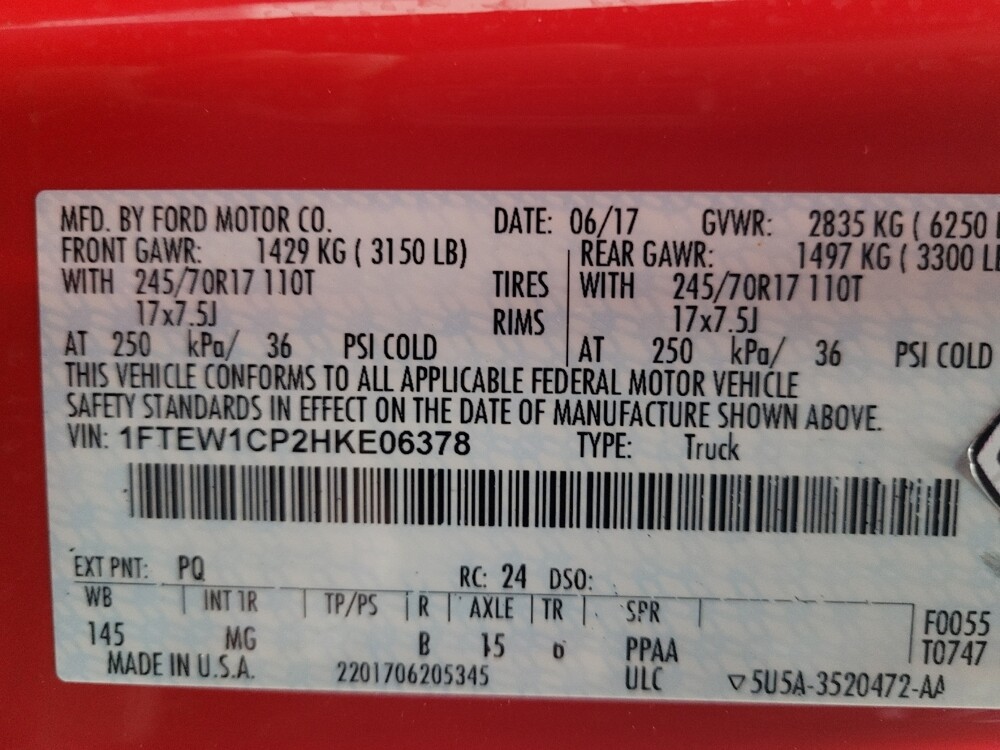 MFD. BY FORD MOTOR CO. DATE: 06/17 GVWR: 2835 KG ( 6250 L
FRONT GAWR: 1429 KG ( 3150 LB) REAR GAWR: 1497 KG ( 3300 LB
WITH 245/70R17 110T TIRES WITH 245/70R17 110T
17x7.5J RIMS 17x7.5J
AT 250 kPa/ 36 PSI COLD AT 250 kPa/ 36 PSI COLD
THIS VEHICLE CONFORMS TO ALL APPLICABLE FEDERAL MOTOR VEHICLE
SAFETY STANDARDS IN EFFECT ON THE DATE OF MANUFACTURE SHOWN ABOVE.
VIN: 1FTEW1CP2HKE06378 TYPE: Truck
EXT PNT: PQ RC: 24 DSO:
WB INT TR TP/PS R AXLE TR SPR F0055
145 MG B 15 6 PPAA T0747
MADE IN U.S.A. 2201706205345 ULC ▽5U5A-3520472-AA